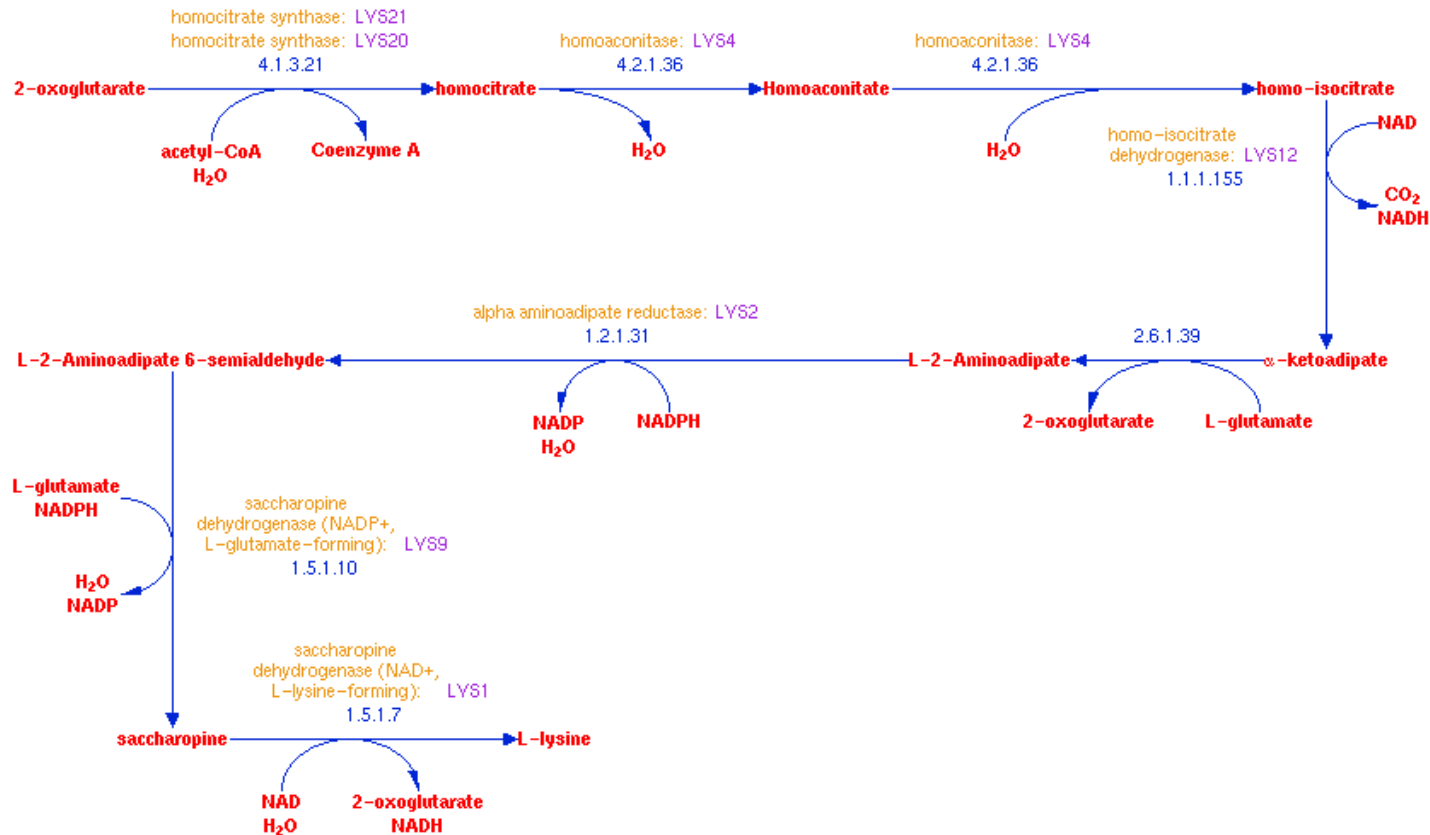 homocitrate synthase: LYS21
homocitrate synthase: LYS20
4.1.3.21
homoaconitase: LYS4
4.2.1.36
homoaconitase: LYS4
4.2.1.36
2-oxoglutarate
homocitrate
Homoaconitate
homo-isocitrate
acetyl-CoA
H₂O
Coenzyme A
H₂O
H₂O
homo-isocitrate
dehydrogenase: LYS12
1.1.1.155
NAD
CO₂
NADH
alpha aminoadipate reductase: LYS2
1.2.1.31
2.6.1.39
L-2-Aminoadipate 6-semialdehyde
L-2-Aminoadipate
α-ketoadipate
NADP
H₂O
NADPH
2-oxoglutarate
L-glutamate
L-glutamate
NADPH
saccharopine
dehydrogenase (NADP+,
L-glutamate-forming): LYS9
1.5.1.10
H₂O
NADP
saccharopine
dehydrogenase (NAD+,
L-lysine-forming): LYS1
1.5.1.7
saccharopine
L-lysine
NAD
H₂O
2-oxoglutarate
NADH